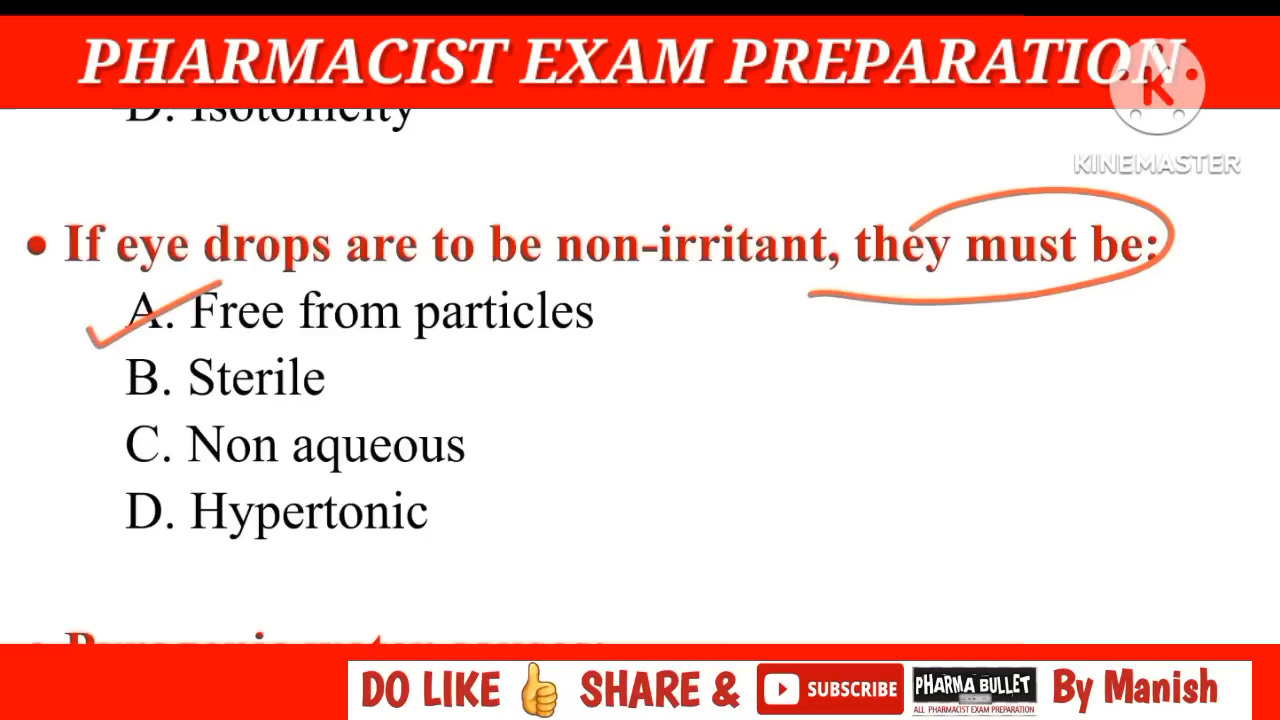 PHARMACIST EXAM PREPARATION
D. Isotonicity
KINEMASTER
• If eye drops are to be non-irritant, they must be:
A. Free from particles
B. Sterile
C. Non aqueous
D. Hypertonic
DO LIKE 👍 SHARE & SUBSCRIBE PHARMA BULLET By Manish
ALL PHARMACIST EXAM PREPARATION